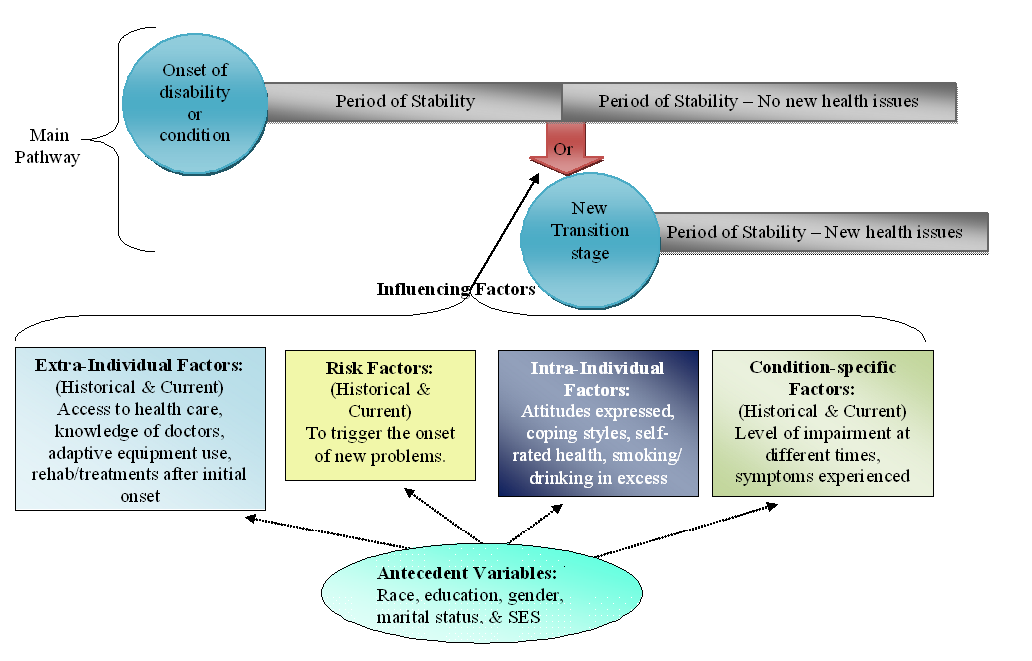 Onset of
disability
or
condition
Period of Stability
Period of Stability – No new health issues
Main
Pathway
Or
New
Transition
stage
Period of Stability – New health issues
Influencing Factors
Extra-Individual Factors:
(Historical & Current)
Access to health care,
knowledge of doctors,
adaptive equipment use,
rehab/treatments after initial
onset
Risk Factors:
(Historical &
Current)
To trigger the onset
of new problems.
Intra-Individual
Factors:
Attitudes expressed,
coping styles, self-
rated health, smoking/
drinking in excess
Condition-specific
Factors:
(Historical & Current)
Level of impairment at
different times,
symptoms experienced
Antecedent Variables:
Race, education, gender,
marital status, & SES